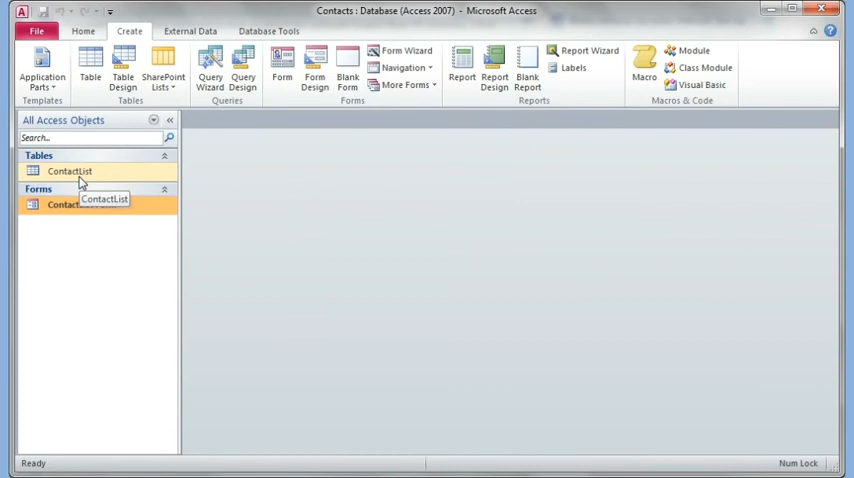 Contacts : Database (Access 2007) - Microsoft Access
File Home Create External Data Database Tools
Application Parts
Table
Table Design
SharePoint Lists
Query Wizard
Query Design
Form
Form Design
Blank Form
Form Wizard
Navigation
More Forms
Report
Report Design
Blank Report
Report Wizard
Labels
Macro
Module
Class Module
Visual Basic
Templates Tables Queries Forms Reports Macros & Code
All Access Objects
Search...
Tables
ContactList
Forms
ContactList
Ready Num Lock